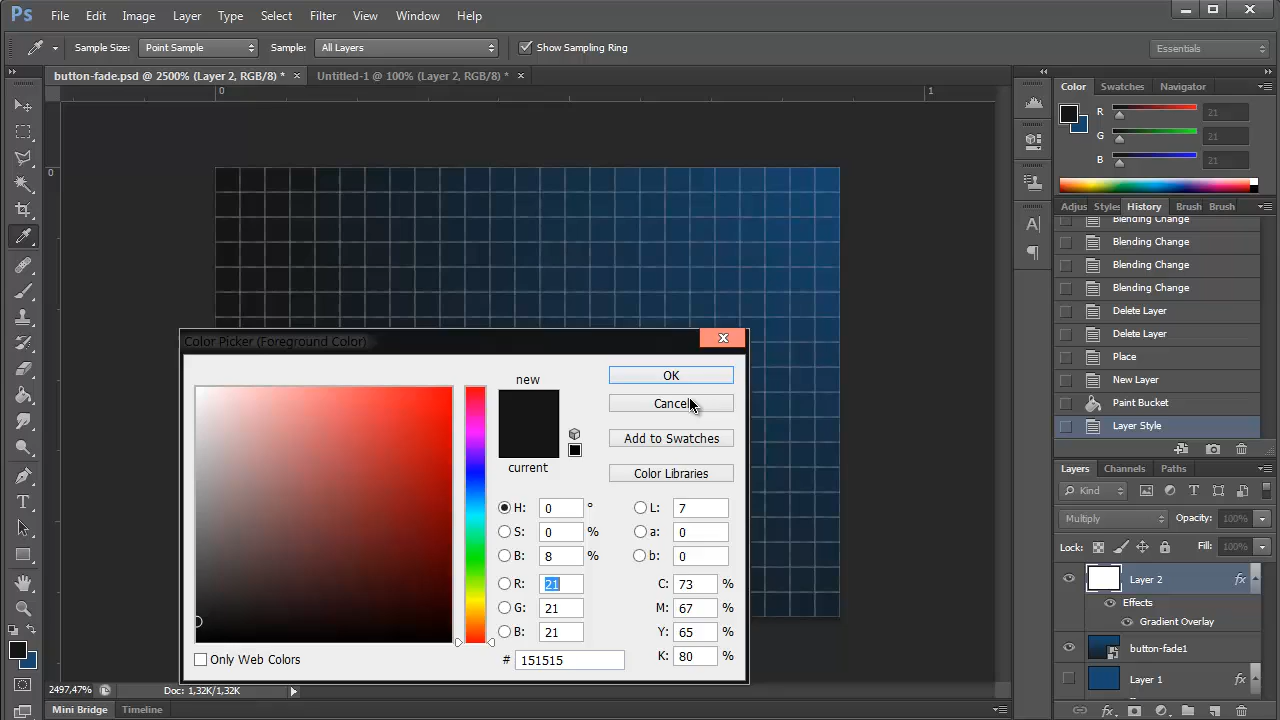 Ps File Edit Image Layer Type Select Filter View Window Help
Sample Size: Point Sample Sample: All Layers Show Sampling Ring Essentials
button-fade.psd @ 2500% (Layer 2, RGB/8) * × Untitled-1 @ 100% (Layer 2, RGB/8) * ×
0 1
0
Color Swatches Navigator
R 21
G 21
B 21
Adjus Styles History Brush Brush
Blending Change
Blending Change
Blending Change
Blending Change
Delete Layer
Delete Layer
Place
New Layer
Paint Bucket
Layer Style
Layers Channels Paths
Kind
Multiply Opacity: 100%
Lock: Fill: 100%
Layer 2 fx
Effects
Gradient Overlay
button-fade1
Layer 1
Color Picker (Foreground Color)
new
current
OK
Cancel
Add to Swatches
Color Libraries
H: 0 ° L: 7
S: 0 % a: 0
B: 8 % b: 0
R: 21 C: 73 %
G: 21 M: 67 %
B: 21 Y: 65 %
# 151515 K: 80 %
Only Web Colors
2497,47% Doc: 1,32K/1,32K
Mini Bridge Timeline